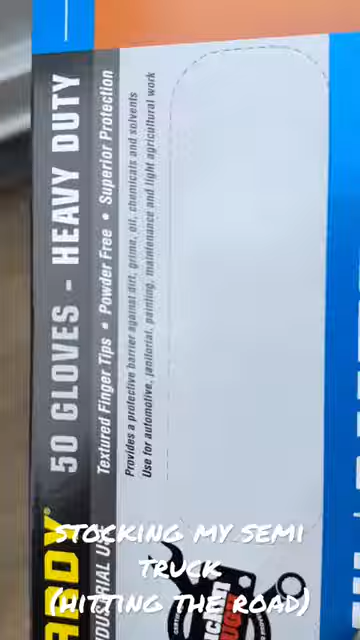 50 GLOVES - HEAVY DUTY
Textured Finger Tips • Powder Free • Superior Protection
Provides a protective barrier against dirt, grime, oil, chemicals and solvents
Use for automotive, janitorial, painting, maintenance and light agricultural work
STOCKING MY SEMI
TRUCK
(HITTING THE ROAD)